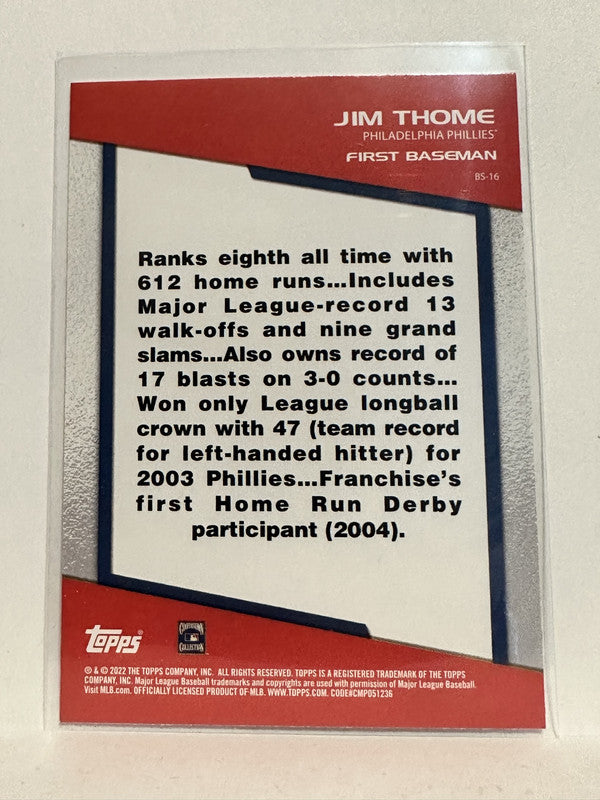 JIM THOME
PHILADELPHIA PHILLIES™
FIRST BASEMAN
BS-16
Ranks eighth all time with
612 home runs...Includes
Major League-record 13
walk-offs and nine grand
slams...Also owns record of
17 blasts on 3-0 counts...
Won only League longball
crown with 47 (team record
for left-handed hitter) for
2003 Phillies...Franchise's
first Home Run Derby
participant (2004).
Topps®
COOPERSTOWN
COLLECTION
® & © 2022 THE TOPPS COMPANY, INC. ALL RIGHTS RESERVED. TOPPS IS A REGISTERED TRADEMARK OF THE TOPPS
COMPANY, INC. Major League Baseball trademarks and copyrights are used with permission of Major League Baseball.
Visit MLB.com. OFFICIALLY LICENSED PRODUCT OF MLB. WWW.TOPPS.COM. CODE#CMP051236